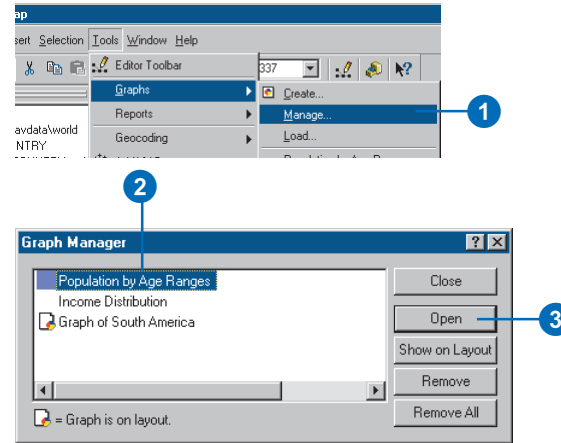 ap
sert Selection Tools Window Help
Editor Toolbar
337
Graphs
Create...
Reports
Manage...
1
avdata\world
Geocoding
Load...
NTRY
2
Graph Manager
Population by Age Ranges
Close
Income Distribution
Graph of South America
Open
3
Show on Layout
Remove
= Graph is on layout.
Remove All